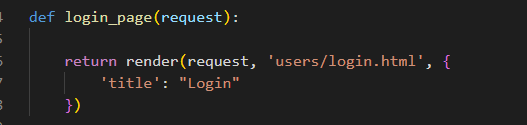 def login_page(request):
return render(request, 'users/login.html', {
'title': "Login"
})